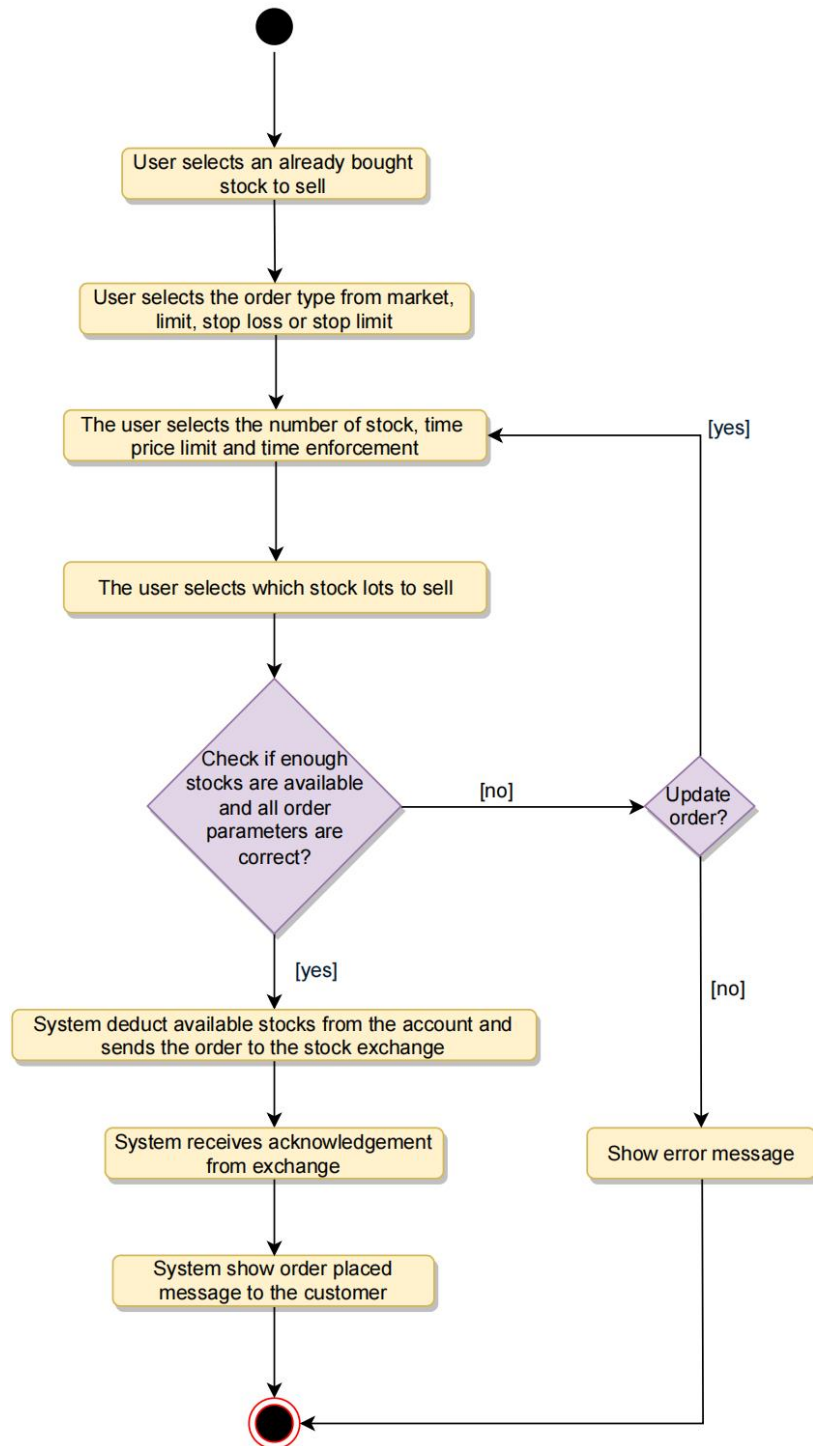 User selects an already bought
stock to sell
User selects the order type from market,
limit, stop loss or stop limit
The user selects the number of stock, time
price limit and time enforcement
[yes]
The user selects which stock lots to sell
Check if enough
stocks are available
and all order
parameters are
correct?
[no]
Update
order?
[yes]
[no]
System deduct available stocks from the account and
sends the order to the stock exchange
System receives acknowledgement
from exchange
Show error message
System show order placed
message to the customer